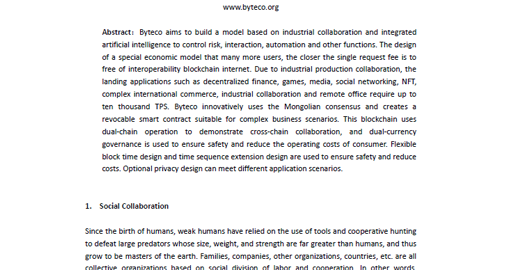 www.byteco.org
Abstract: Byteco aims to build a model based on industrial collaboration and integrated
artificial intelligence to control risk, interaction, automation and other functions. The design
of a special economic model that many more users, the closer the single request fee is to
free of interoperability blockchain internet. Due to industrial production collaboration, the
landing applications such as decentralized finance, games, media, social networking, NFT,
complex international commerce, industrial collaboration and remote office require up to
ten thousand TPS. Byteco innovatively uses the Mongolian consensus and creates a
revocable smart contract suitable for complex business scenarios. This blockchain uses
dual-chain operation to demonstrate cross-chain collaboration, and dual-currency
governance is used to ensure safety and reduce the operating costs of consumer. Flexible
block time design and time sequence extension design are used to ensure safety and reduce
costs. Optional privacy design can meet different application scenarios.
1. Social Collaboration
Since the birth of humans, weak humans have relied on the use of tools and cooperative hunting
to defeat large predators whose size, weight, and strength are far greater than humans, and thus
grow to be masters of the earth. Families, companies, other organizations, countries, etc. are all
collective organizations based on social division of labor and cooperation. In other words,